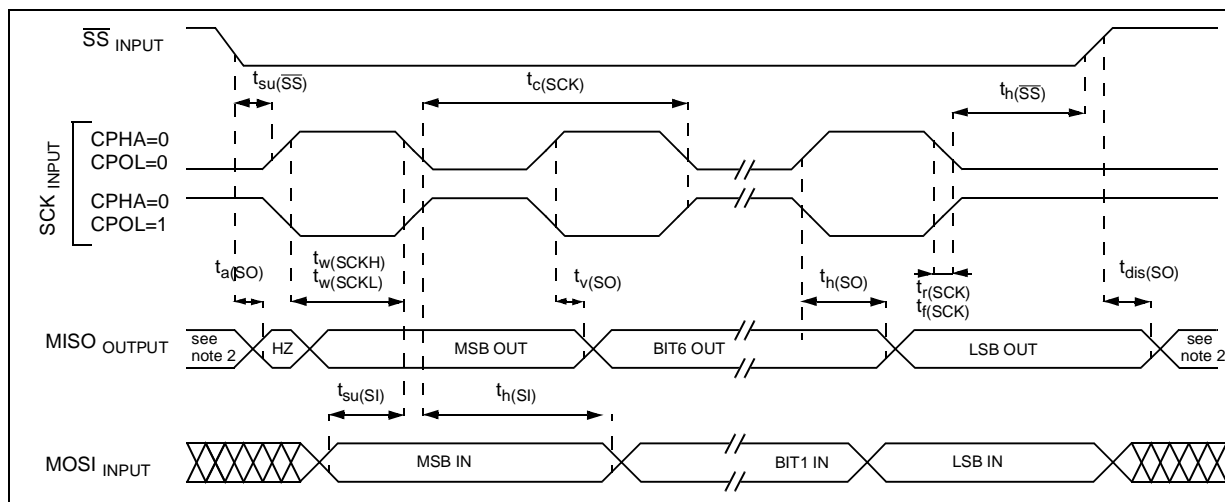 SS INPUT
tsu(SS)
tc(SCK)
th(SS)
SCK INPUT
CPHA=0
CPOL=0
CPHA=0
CPOL=1
ta(SO)
tw(SCKH)
tw(SCKL)
tv(SO)
th(SO)
tr(SCK)
tf(SCK)
tdis(SO)
MISO OUTPUT
see note 2
HZ
MSB OUT
BIT6 OUT
LSB OUT
see note 2
tsu(SI)
th(SI)
MOSI INPUT
MSB IN
BIT1 IN
LSB IN